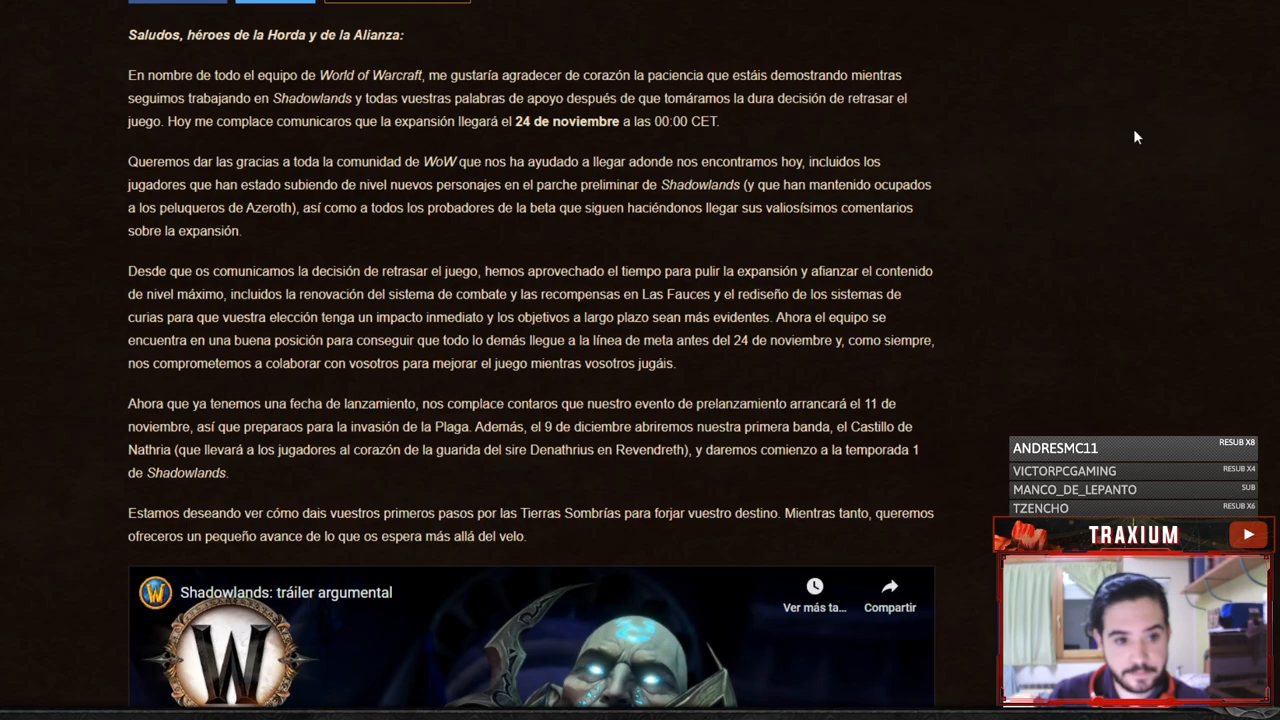 Saludos, héroes de la Horda y de la Alianza:
En nombre de todo el equipo de World of Warcraft, me gustaría agradecer de corazón la paciencia que estáis demostrando mientras
seguimos trabajando en Shadowlands y todas vuestras palabras de apoyo después de que tomáramos la dura decisión de retrasar el
juego. Hoy me complace comunicaros que la expansión llegará el 24 de noviembre a las 00:00 CET.
Queremos dar las gracias a toda la comunidad de WoW que nos ha ayudado a llegar adonde nos encontramos hoy, incluidos los
jugadores que han estado subiendo de nivel nuevos personajes en el parche preliminar de Shadowlands (y que han mantenido ocupados
a los peluqueros de Azeroth), así como a todos los probadores de la beta que siguen haciéndonos llegar sus valiosísimos comentarios
sobre la expansión.
Desde que os comunicamos la decisión de retrasar el juego, hemos aprovechado el tiempo para pulir la expansión y afianzar el contenido
de nivel máximo, incluidos la renovación del sistema de combate y las recompensas en Las Fauces y el rediseño de los sistemas de
curias para que vuestra elección tenga un impacto inmediato y los objetivos a largo plazo sean más evidentes. Ahora el equipo se
encuentra en una buena posición para conseguir que todo lo demás llegue a la línea de meta antes del 24 de noviembre y, como siempre,
nos comprometemos a colaborar con vosotros para mejorar el juego mientras vosotros jugáis.
Ahora que ya tenemos una fecha de lanzamiento, nos complace contaros que nuestro evento de prelanzamiento arrancará el 11 de
noviembre, así que preparaos para la invasión de la Plaga. Además, el 9 de diciembre abriremos nuestra primera banda, el Castillo de
Nathria (que llevará a los jugadores al corazón de la guarida del sire Denathrius en Revendreth), y daremos comienzo a la temporada 1
de Shadowlands.
Estamos deseando ver cómo dais vuestros primeros pasos por las Tierras Sombrías para forjar vuestro destino. Mientras tanto, queremos
ofreceros un pequeño avance de lo que os espera más allá del velo.
W Shadowlands: tráiler argumental
Ver más ta... Compartir
W
ANDRESMC11 RESUB X8
VICTORPCGAMING RESUB X4
MANCO_DE_LEPANTO SUB
TZENCHO RESUB X6
TRAXIUM